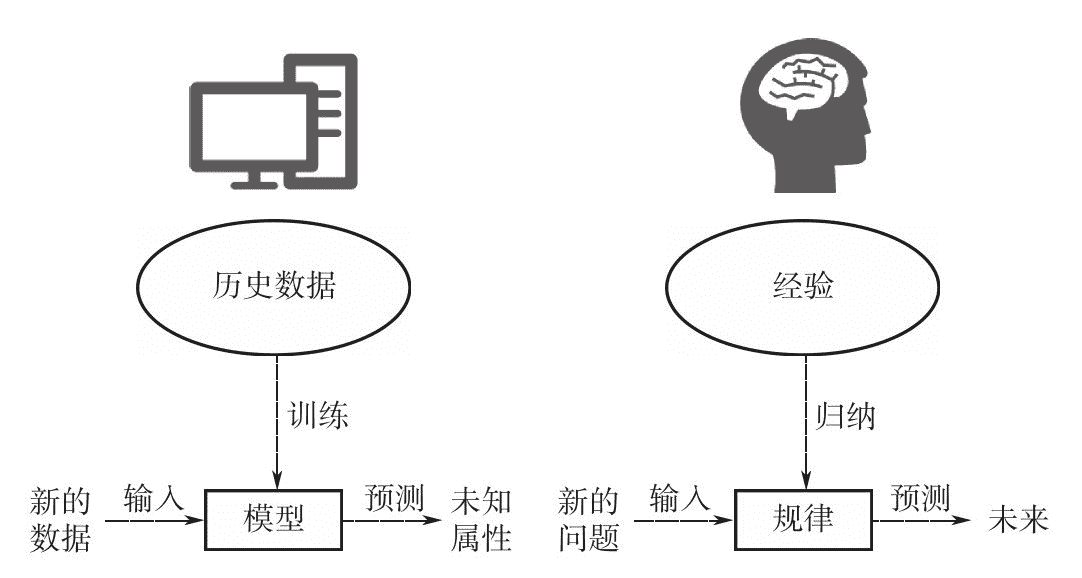 历史数据
训练
新的
数据
输入
模型
预测
未知
属性
经验
归纳
新的
问题
输入
规律
预测
未来